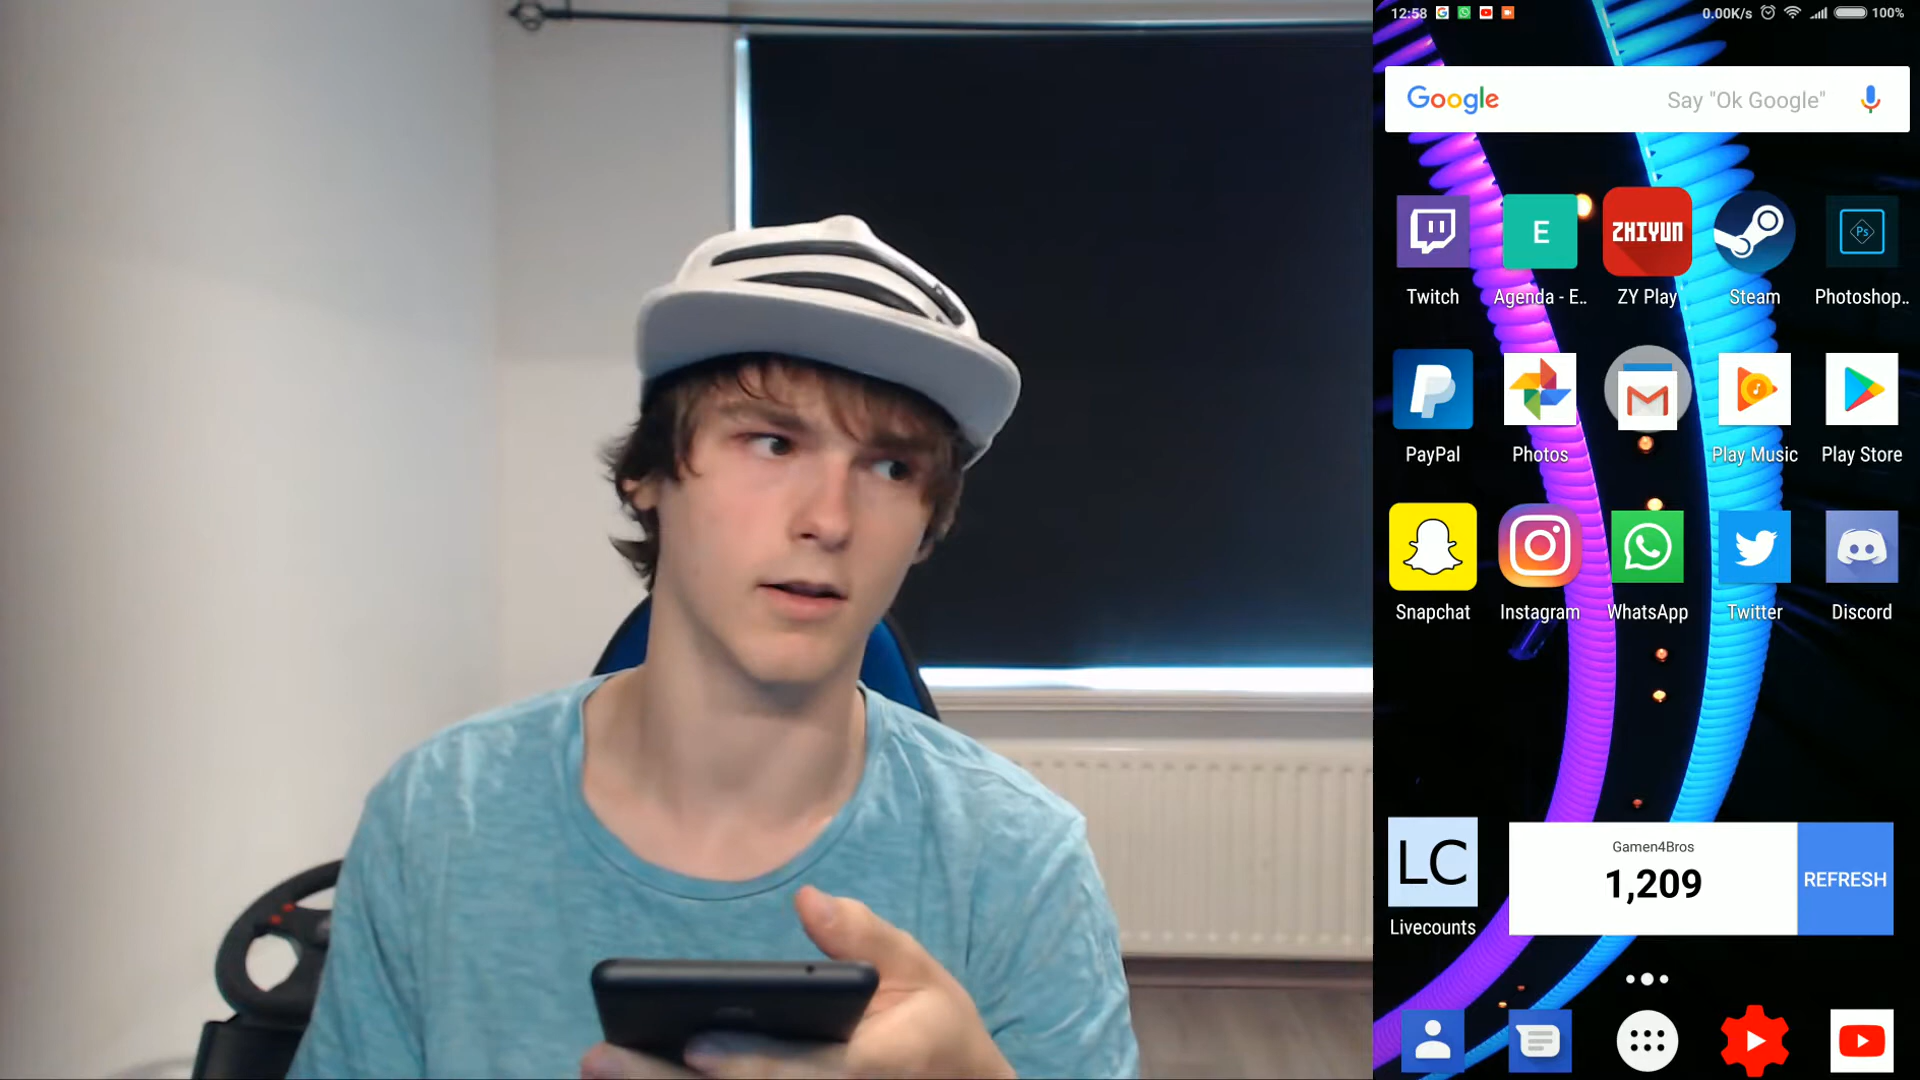 12:58 0.00K/s 100%
Google Say "Ok Google"
E ZHIYUN Ps
Twitch Agenda - E.. ZY Play Steam Photoshop..
PayPal Photos Play Music Play Store
Snapchat Instagram WhatsApp Twitter Discord
LC
Livecounts
Gamen4Bros
1,209
REFRESH